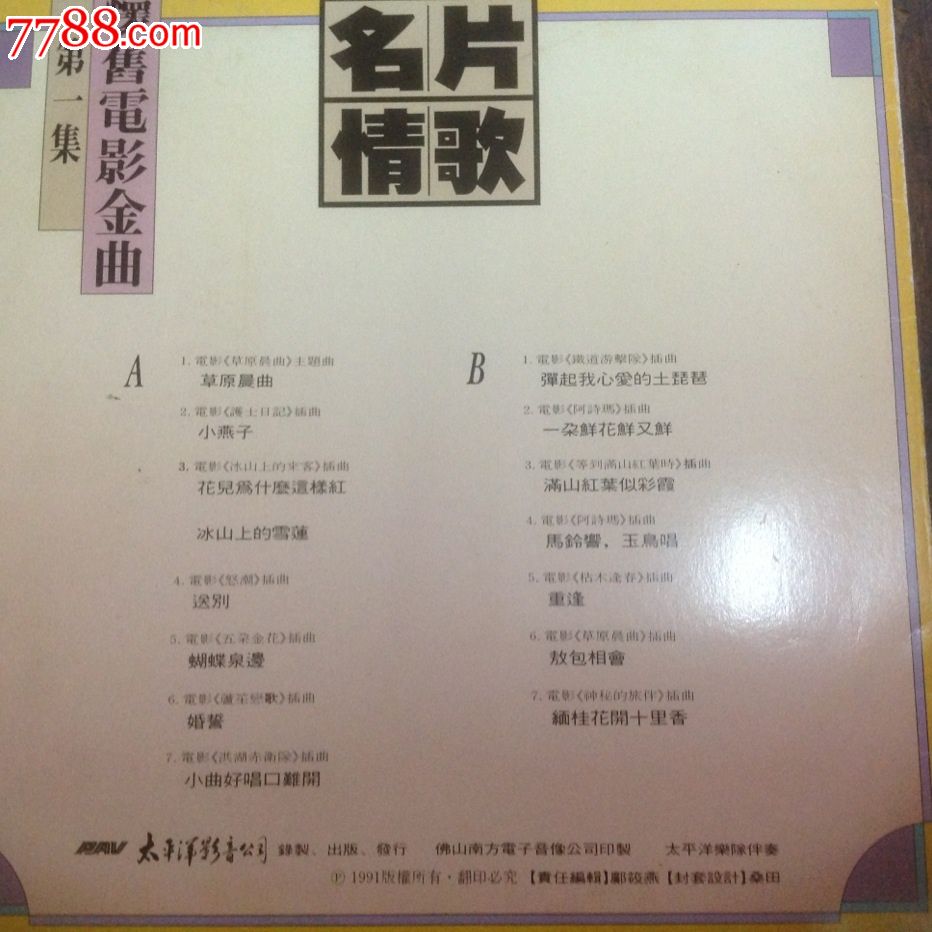 7788.com
舊電影金曲
第一集
名片
情歌
A
1. 電影《草原晨曲》主題曲
草原晨曲
2. 電影《護士日記》插曲
小燕子
3. 電影《冰山上的來客》插曲
花兒爲什麼這樣紅
冰山上的雪蓮
4. 電影《怒潮》插曲
送别
5. 電影《五朵金花》插曲
蝴蝶泉邊
6. 電影《蘆笙戀歌》插曲
婚誓
7. 電影《洪湖赤衛隊》插曲
小曲好唱口難開
B
1. 電影《鐵道游擊隊》插曲
彈起我心愛的土琵琶
2. 電影《阿詩瑪》插曲
一朶鮮花鮮又鮮
3. 電影《等到滿山紅葉時》插曲
滿山紅葉似彩霞
4. 電影《阿詩瑪》插曲
馬鈴響，玉鳥唱
5. 電影《枯木逢春》插曲
重逢
6. 電影《草原晨曲》插曲
敖包相會
7. 電影《神秘的旅伴》插曲
緬桂花開十里香
PAV 太平洋影音公司 錄製、出版、發行 佛山南方電子音像公司印製 太平洋樂隊伴奏
℗ 1991版權所有·翻印必究 【責任編輯】鄺筱燕【封套設計】桑田